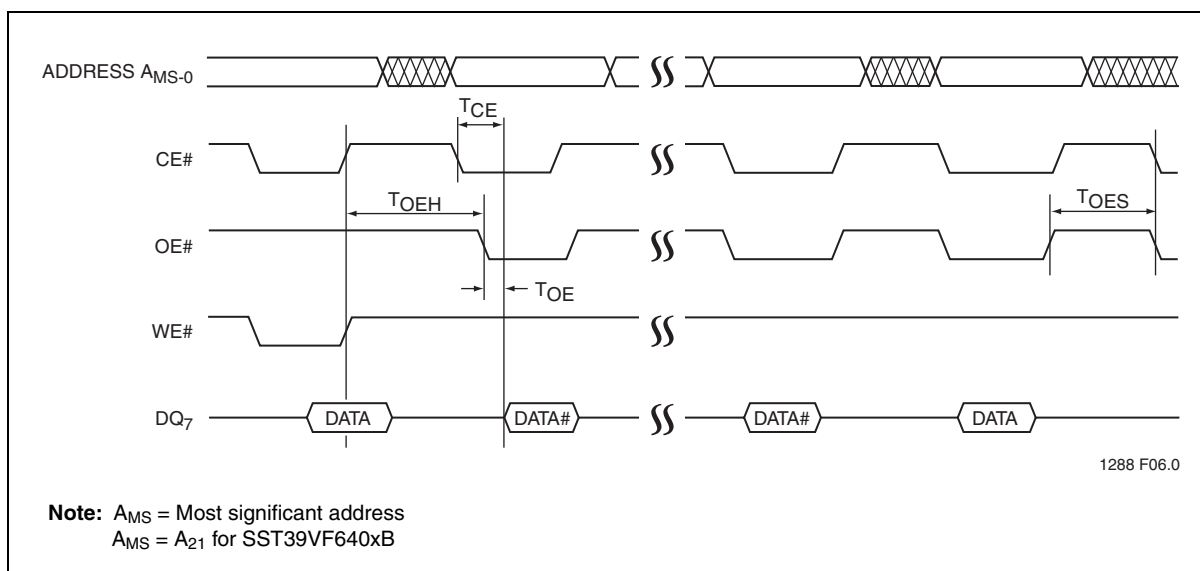 ADDRESS AMS-0
TCE
CE#
TOEH
TOES
OE#
TOE
WE#
DQ7 DATA DATA# DATA# DATA
1288 F06.0
Note: AMS = Most significant address
AMS = A21 for SST39VF640xB